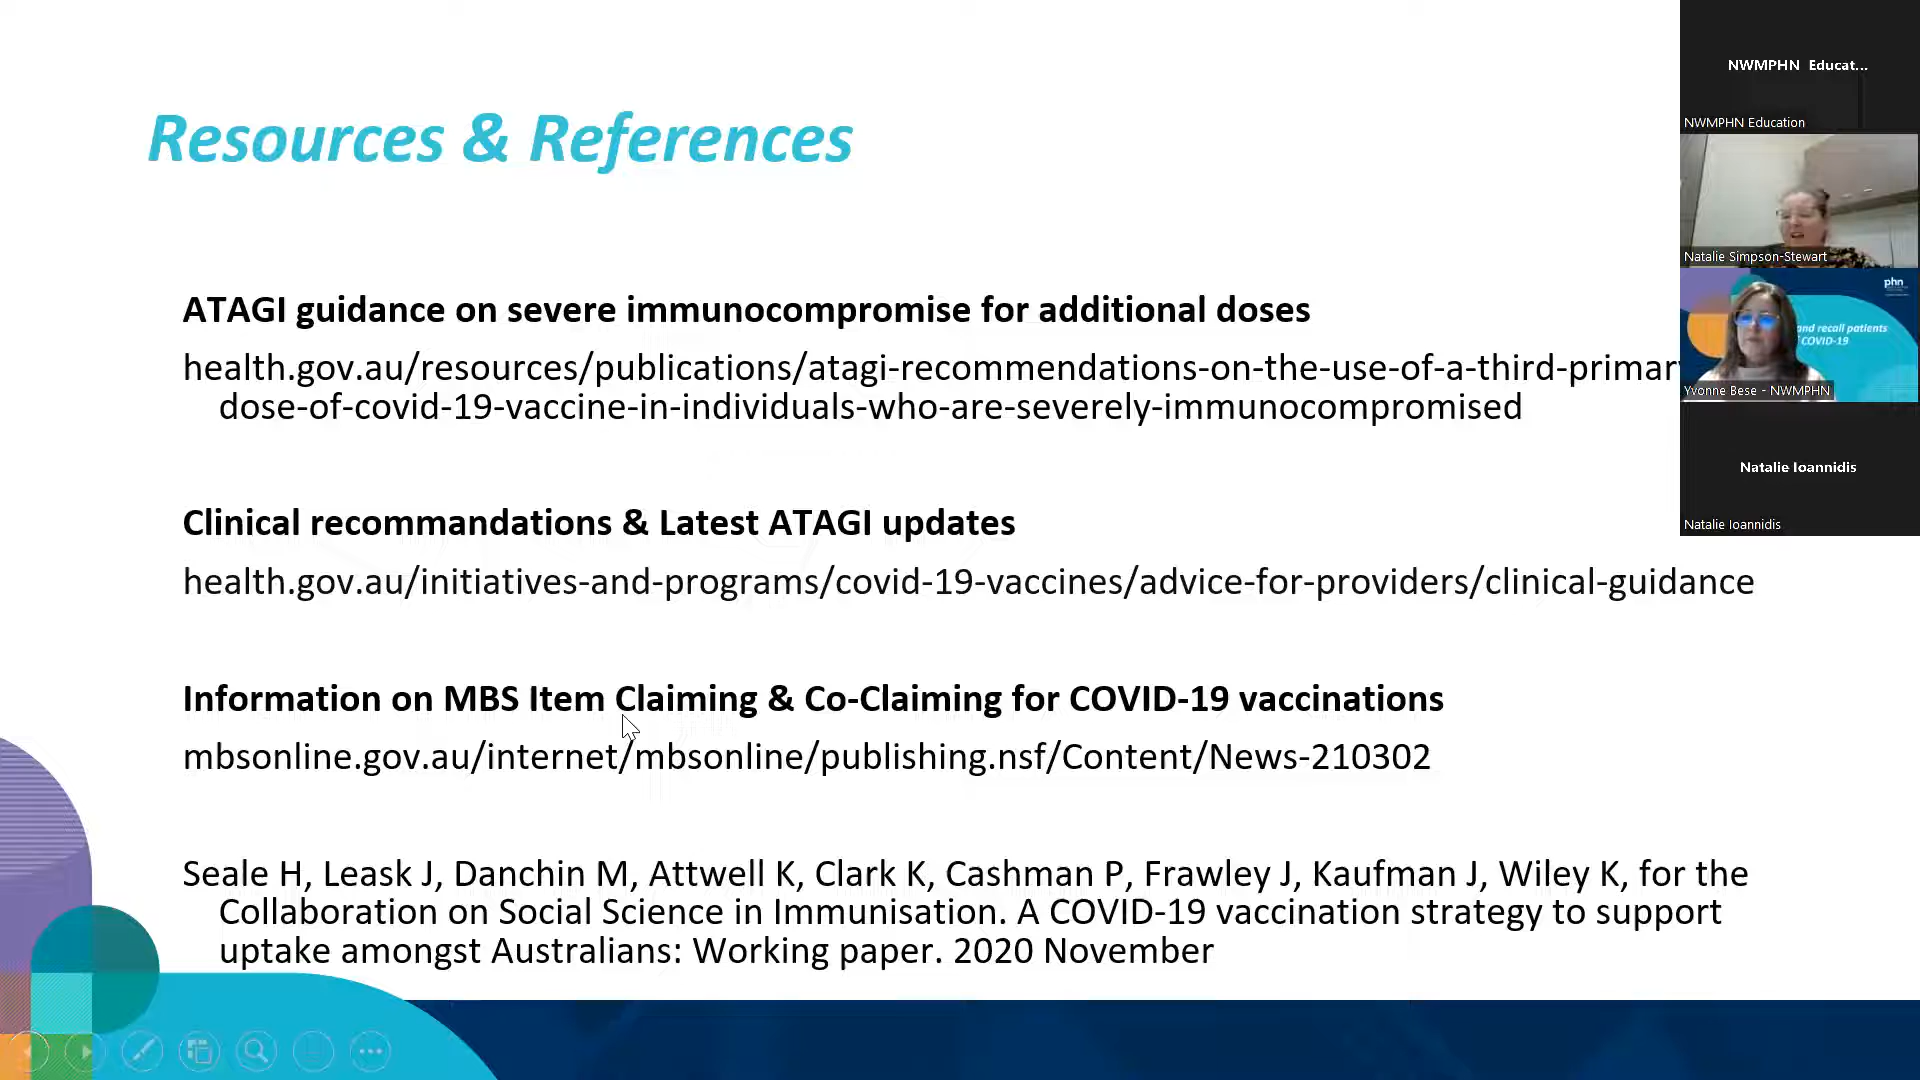 Resources & References
ATAGI guidance on severe immunocompromise for additional doses
health.gov.au/resources/publications/atagi-recommendations-on-the-use-of-a-third-primary
dose-of-covid-19-vaccine-in-individuals-who-are-severely-immunocompromised
Clinical recommandations & Latest ATAGI updates
health.gov.au/initiatives-and-programs/covid-19-vaccines/advice-for-providers/clinical-guidance
Information on MBS Item Claiming & Co-Claiming for COVID-19 vaccinations
mbsonline.gov.au/internet/mbsonline/publishing.nsf/Content/News-210302
Seale H, Leask J, Danchin M, Attwell K, Clark K, Cashman P, Frawley J, Kaufman J, Wiley K, for the
Collaboration on Social Science in Immunisation. A COVID-19 vaccination strategy to support
uptake amongst Australians: Working paper. 2020 November
NWMPHN Educat...
NWMPHN Education
Natalie Simpson-Stewart
phn
and recall patients
COVID-19
Yvonne Bese - NWMPHN
Natalie Ioannidis
Natalie Ioannidis